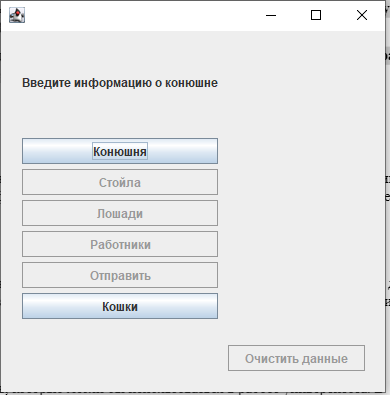 Введите информацию о конюшне
Конюшня
Стойла
Лошади
Работники
Отправить
Кошки
Очистить данные